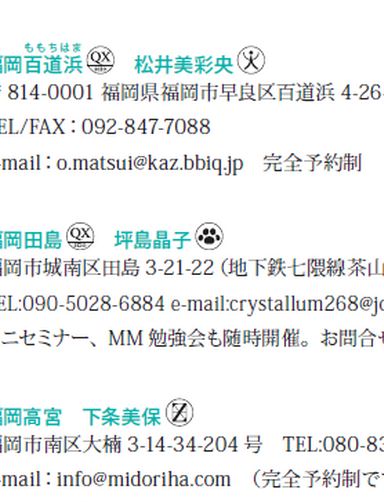 ももちはま
福岡百道浜 QX 松井美彩央
〒 814-0001 福岡県福岡市早良区百道浜 4-26-
TEL/FAX：092-847-7088
e-mail：o.matsui@kaz.bbiq.jp 完全予約制
福岡田島 QX 坪島晶子
福岡市城南区田島 3-21-22（地下鉄七隈線茶山
TEL:090-5028-6884 e-mail:crystallum268@jc
ミニセミナー、MM 勉強会も随時開催。お問合せ
福岡高宮 下条美保 Z
福岡市南区大楠 3-14-34-204 号 TEL:080-83
e-mail：info@midoriha.com （完全予約制で